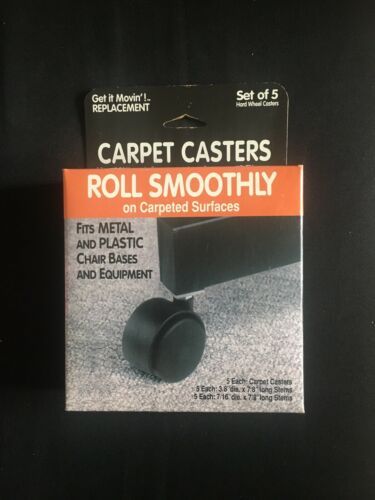 Get it Movin'!™
REPLACEMENT
Set of 5
Hard Wheel Casters
CARPET CASTERS
ROLL SMOOTHLY
on Carpeted Surfaces
FITS METAL
AND PLASTIC
CHAIR BASES
AND EQUIPMENT
5 Each: Carpet Casters
5 Each: 3/8" dia. x 7/8" long Stems
5 Each: 7/16" dia. x 7/8" long Stems